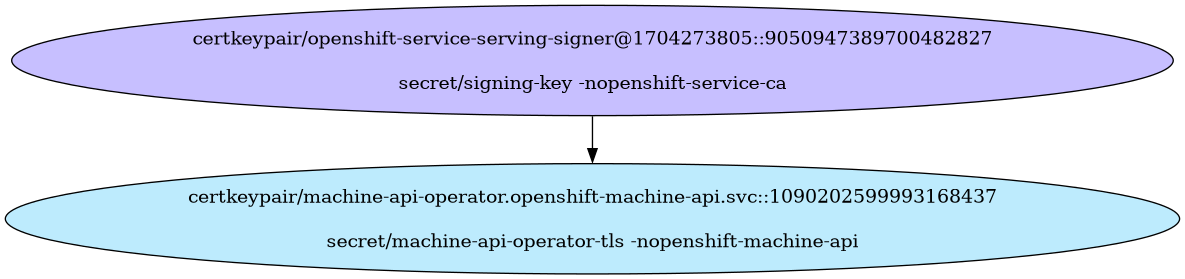 certkeypair/openshift-service-serving-signer@1704273805::9050947389700482827
secret/signing-key -nopenshift-service-ca
certkeypair/machine-api-operator.openshift-machine-api.svc::1090202599993168437
secret/machine-api-operator-tls -nopenshift-machine-api